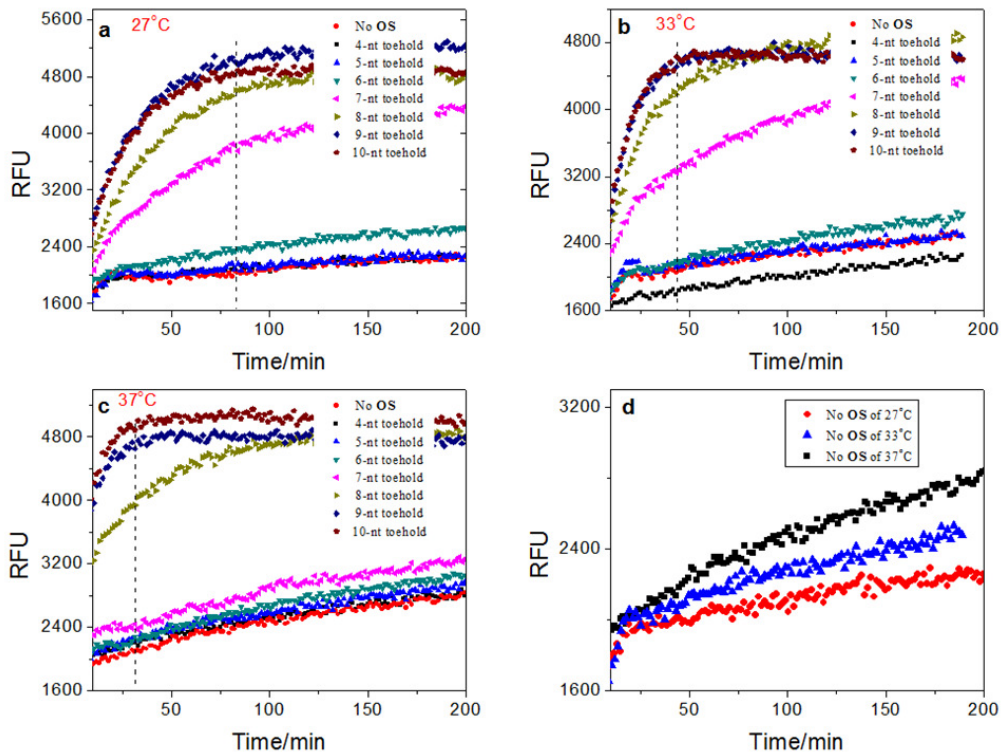 a
27°C
No OS
4-nt toehold
5-nt toehold
6-nt toehold
7-nt toehold
8-nt toehold
9-nt toehold
10-nt toehold
5600
4800
4000
3200
2400
1600
RFU
50
100
150
200
Time/min
b
33°C
No OS
4-nt toehold
5-nt toehold
6-nt toehold
7-nt toehold
8-nt toehold
9-nt toehold
10-nt toehold
4800
4000
3200
2400
1600
RFU
50
100
150
200
Time/min
c
37°C
No OS
4-nt toehold
5-nt toehold
6-nt toehold
7-nt toehold
8-nt toehold
9-nt toehold
10-nt toehold
4800
4000
3200
2400
1600
RFU
50
100
150
200
Time/min
d
No OS of 27°C
No OS of 33°C
No OS of 37°C
3200
2400
1600
RFU
50
100
150
200
Time/min